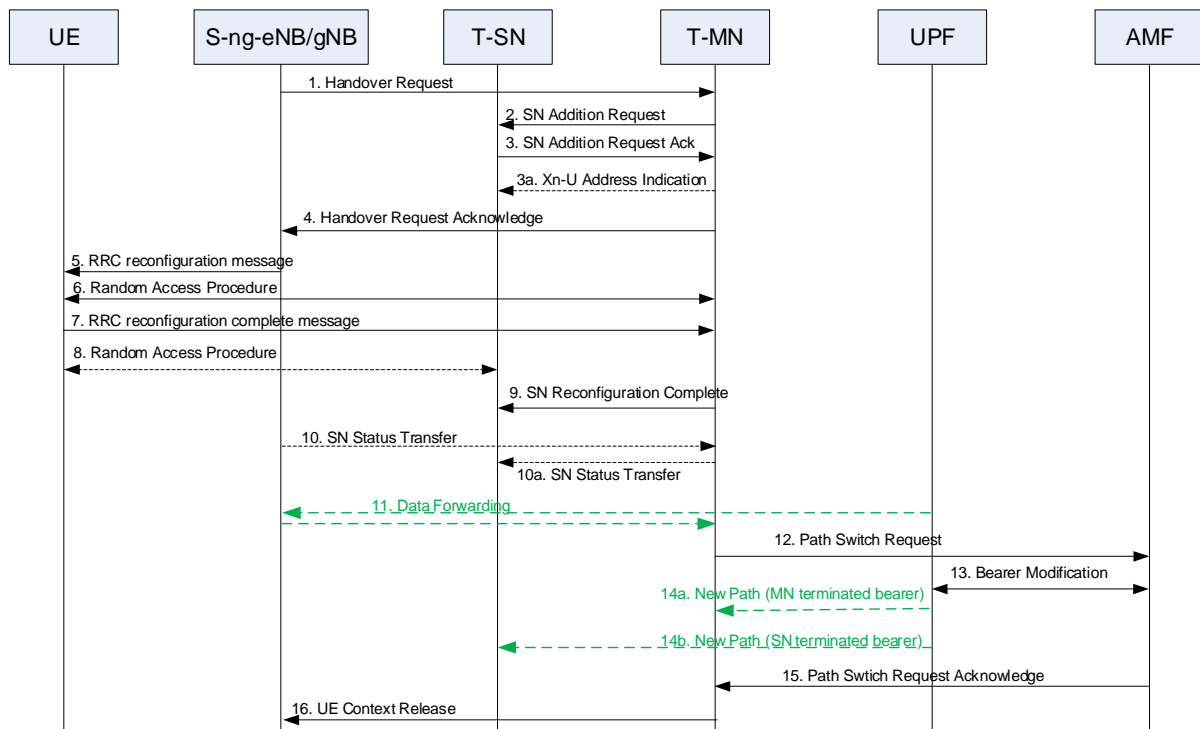 UE
S-ng-eNB/gNB
T-SN
T-MN
UPF
AMF
1. Handover Request
2. SN Addition Request
3. SN Addition Request Ack
3a. Xn-U Address Indication
4. Handover Request Acknowledge
5. RRC reconfiguration message
6. Random Access Procedure
7. RRC reconfiguration complete message
8. Random Access Procedure
9. SN Reconfiguration Complete
10. SN Status Transfer
10a. SN Status Transfer
11. Data Forwarding
12. Path Switch Request
13. Bearer Modification
14a. New Path (MN terminated bearer)
14b. New Path (SN terminated bearer)
15. Path Swtich Request Acknowledge
16. UE Context Release